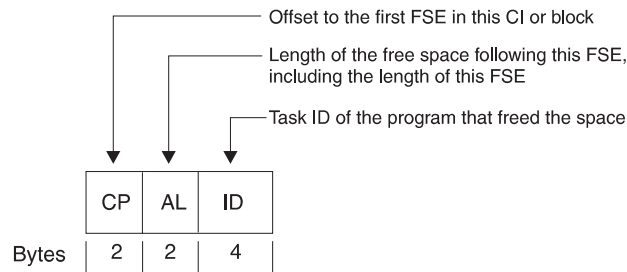 Offset to the first FSE in this CI or block
Length of the free space following this FSE,
including the length of this FSE
Task ID of the program that freed the space
CP AL ID
Bytes 2 2 4